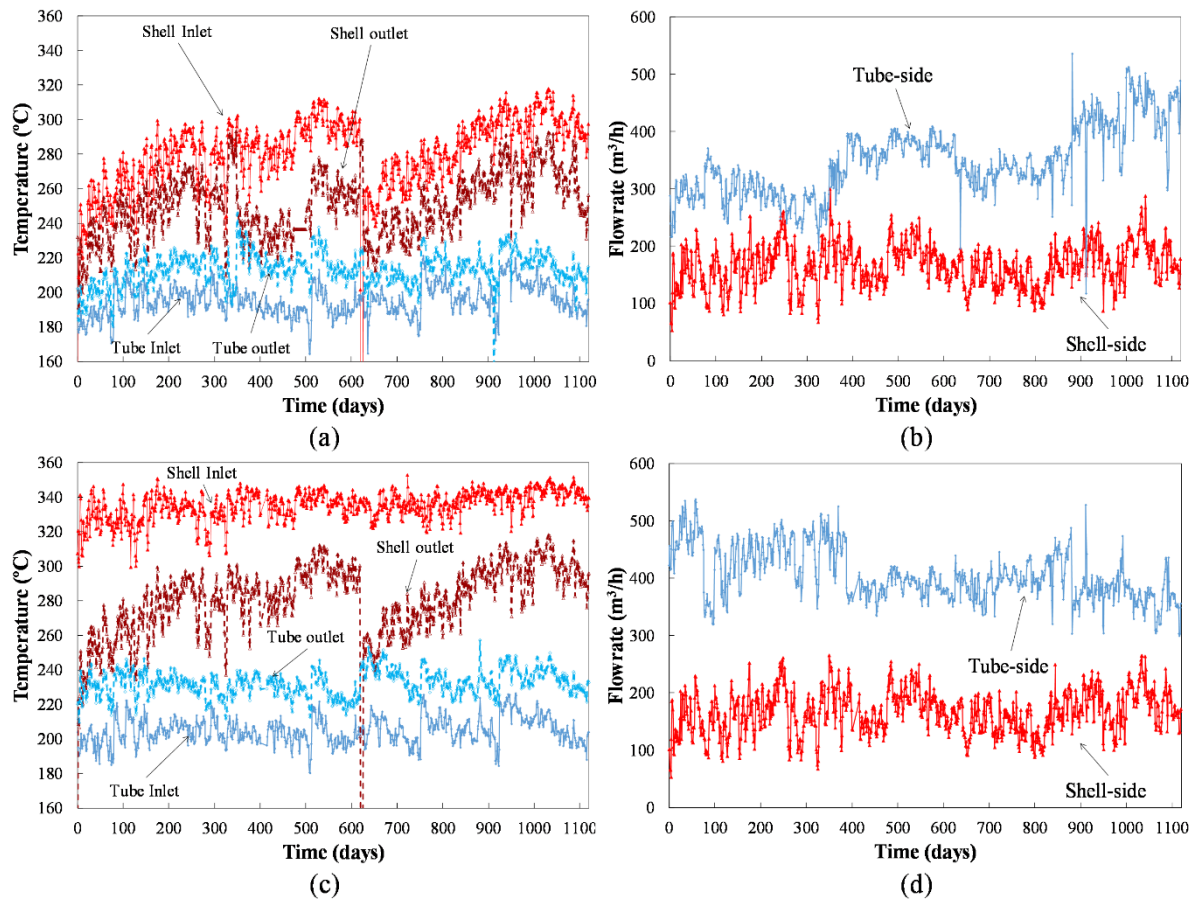 Shell Inlet
Shell outlet
Tube Inlet
Tube outlet
Temperature (ºC)
360
340
320
300
280
260
240
220
200
180
160
0 100 200 300 400 500 600 700 800 900 1000 1100
Time (days)
(a)
Tube-side
Shell-side
Flowrate (m³/h)
600
500
400
300
200
100
0
0 100 200 300 400 500 600 700 800 900 1000 1100
Time (days)
(b)
Shell Inlet
Shell outlet
Tube outlet
Tube Inlet
Temperature (ºC)
360
340
320
300
280
260
240
220
200
180
160
0 100 200 300 400 500 600 700 800 900 1000 1100
Time (days)
(c)
Tube-side
Shell-side
Flowrate (m³/h)
600
500
400
300
200
100
0
0 100 200 300 400 500 600 700 800 900 1000 1100
Time (days)
(d)